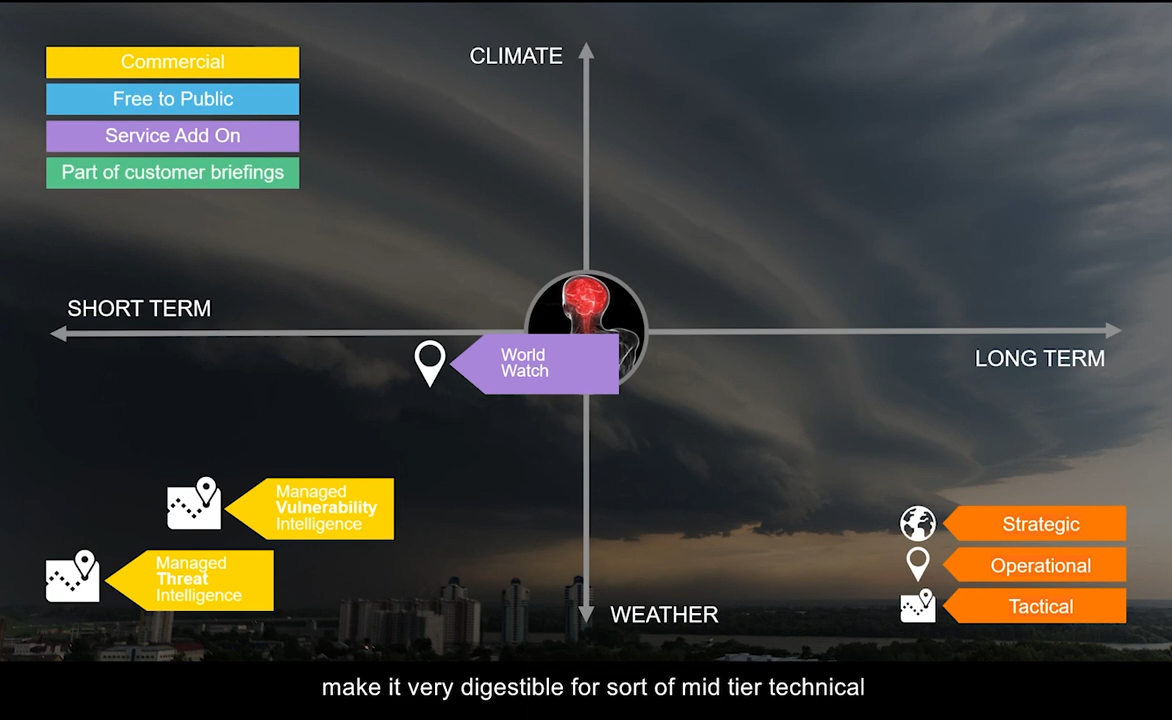 Commercial
Free to Public
Service Add On
Part of customer briefings
CLIMATE
SHORT TERM
LONG TERM
World
Watch
Managed
Vulnerability
Intelligence
Managed
Threat
Intelligence
Strategic
Operational
Tactical
WEATHER
make it very digestible for sort of mid tier technical